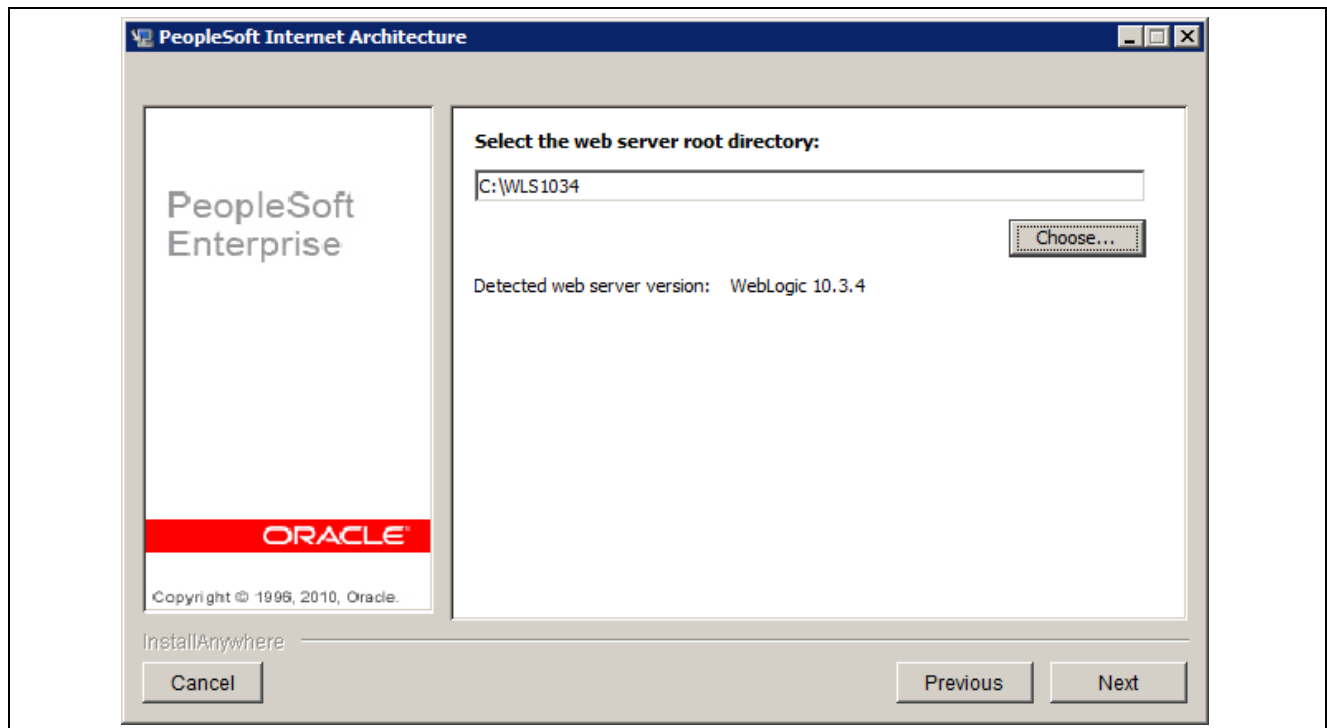 PeopleSoft Internet Architecture
PeopleSoft
Enterprise
ORACLE
Copyright © 1996, 2010, Oracle.
Select the web server root directory:
C:\WLS1034
Choose...
Detected web server version: WebLogic 10.3.4
InstallAnywhere
Cancel
Previous
Next